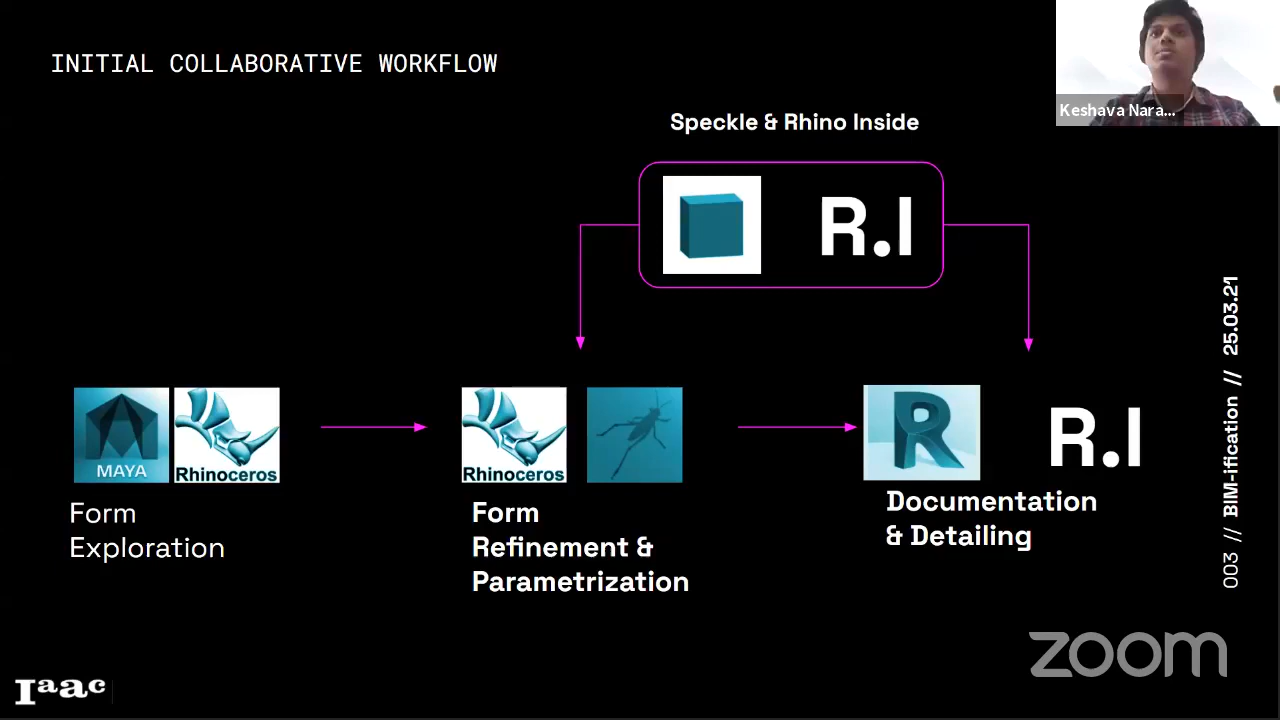 INITIAL COLLABORATIVE WORKFLOW
Keshava Nara...
Speckle & Rhino Inside
R.I
MAYA
Rhinoceros
Rhinoceros
R
R.I
Form
Exploration
Form
Refinement &
Parametrization
Documentation
& Detailing
003 // BIM-ification // 25.03.21
zoom
Iaac